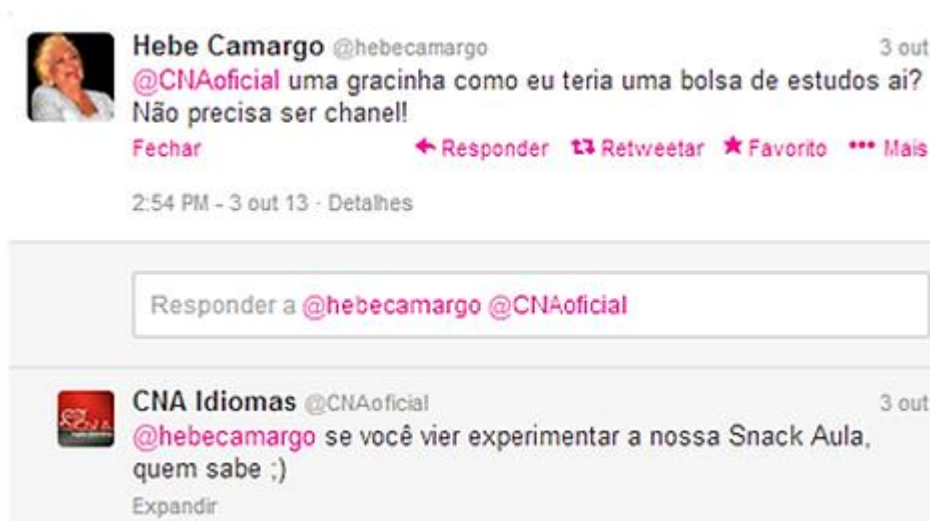 Hebe Camargo @hebecamargo 3 out
@CNAoficial uma gracinha como eu teria uma bolsa de estudos ai?
Não precisa ser chanel!
Fechar Responder Retweetar Favorito Mais
2:54 PM - 3 out 13 · Detalhes
Responder a @hebecamargo @CNAoficial
CNA Idiomas @CNAoficial 3 out
@hebecamargo se você vier experimentar a nossa Snack Aula,
quem sabe ;)
Expandir